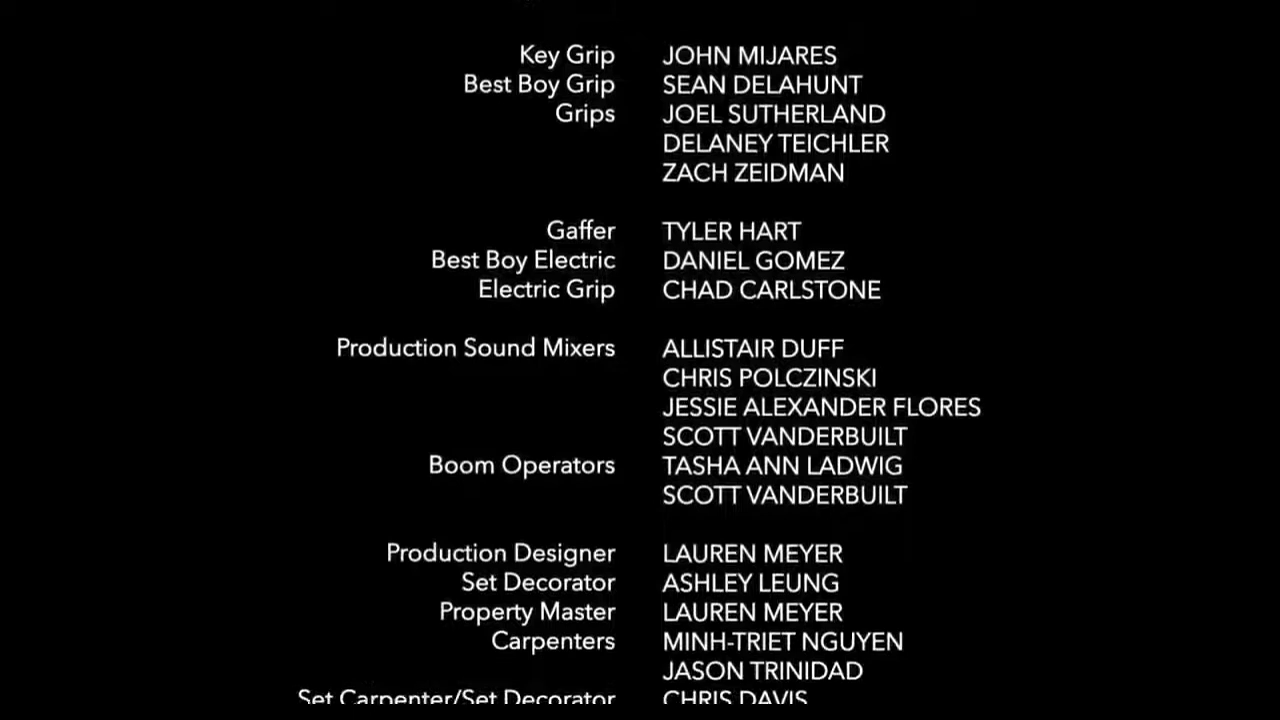 Key Grip JOHN MIJARES
Best Boy Grip SEAN DELAHUNT
Grips JOEL SUTHERLAND
DELANEY TEICHLER
ZACH ZEIDMAN
Gaffer TYLER HART
Best Boy Electric DANIEL GOMEZ
Electric Grip CHAD CARLSTONE
Production Sound Mixers ALLISTAIR DUFF
CHRIS POLCZINSKI
JESSIE ALEXANDER FLORES
SCOTT VANDERBUILT
Boom Operators TASHA ANN LADWIG
SCOTT VANDERBUILT
Production Designer LAUREN MEYER
Set Decorator ASHLEY LEUNG
Property Master LAUREN MEYER
Carpenters MINH-TRIET NGUYEN
JASON TRINIDAD
Set Carpenter/Set Decorator CHRIS DAVIS